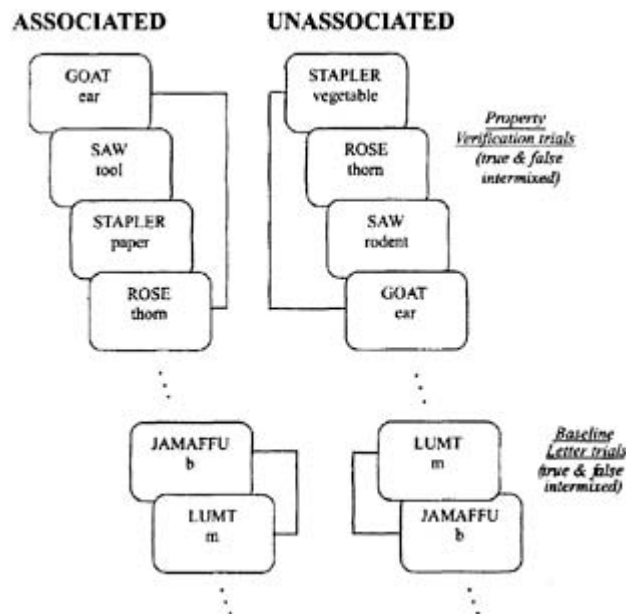 ASSOCIATED
UNASSOCIATED
GOAT
ear
SAW
tool
STAPLER
paper
ROSE
thorn
STAPLER
vegetable
ROSE
thorn
SAW
rodent
GOAT
ear
Property
Verification trials
(true & false
intermixed)
JAMAFFU
b
LUMT
m
LUMT
m
JAMAFFU
b
Baseline
Letter trials
(true & false
intermixed)